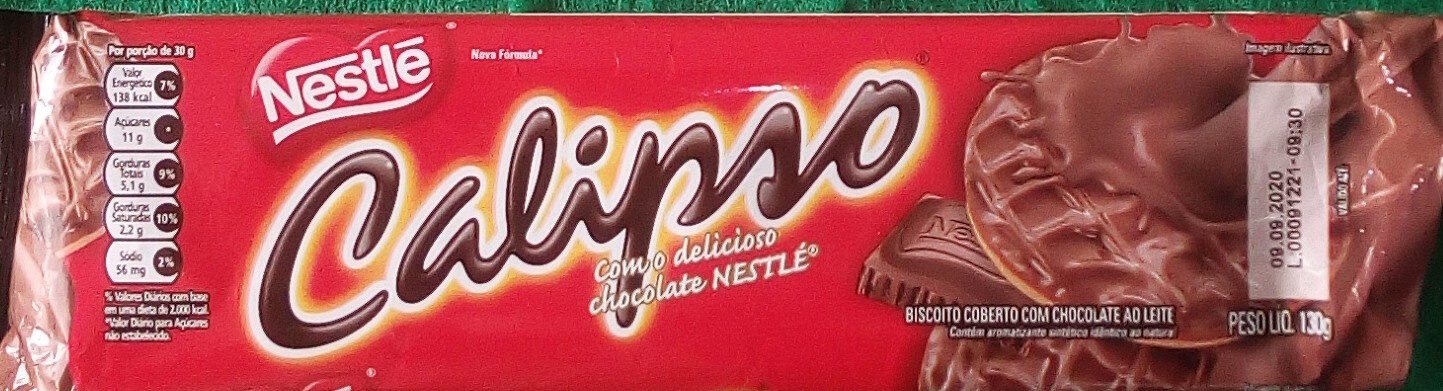 Por porção de 30 g
Valor
Energético
138 kcal
7%
Açúcares
11 g
Gorduras
Totais
5,1 g
9%
Gorduras
Saturadas
2,2 g
10%
Sódio
56 mg
2%
% Valores Diários com base
em uma dieta de 2.000 kcal.
*Valor Diário para Açúcares
não estabelecido.
Nestlé®
Nova Fórmula*
Calipso®
com o delicioso
chocolate NESTLÉ®
Imagem ilustrativa
09.09.2020
L.00091221-09:30
BISCOITO COBERTO COM CHOCOLATE AO LEITE
Contém aromatizante sintético idêntico ao natural
PESO LIQ. 130g